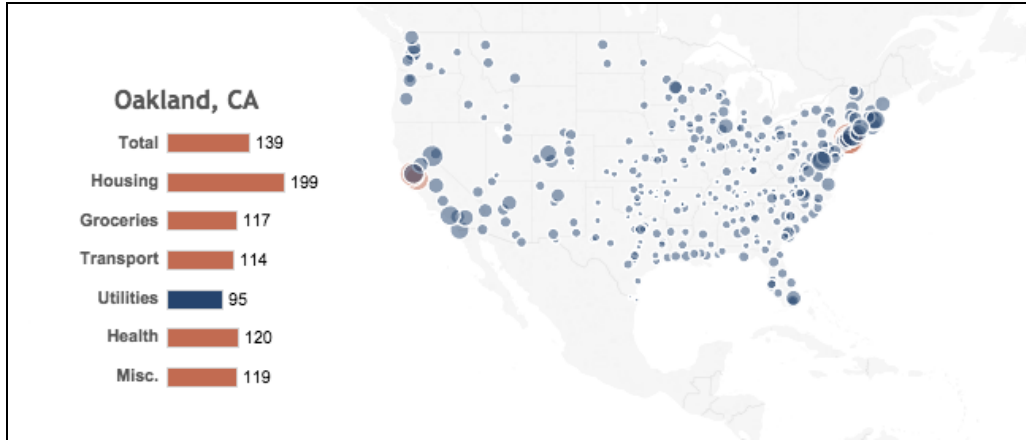 Oakland, CA
Total 139
Housing 199
Groceries 117
Transport 114
Utilities 95
Health 120
Misc. 119